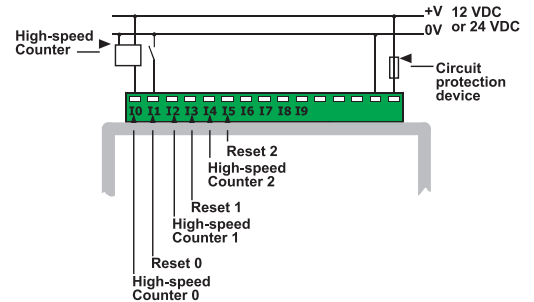 +V 12 VDC
0V or 24 VDC
High-speed
Counter
Circuit
protection
device
I0 I1 I2 I3 I4 I5 I6 I7 I8 I9
Reset 2
High-speed
Counter 2
Reset 1
High-speed
Counter 1
Reset 0
High-speed
Counter 0